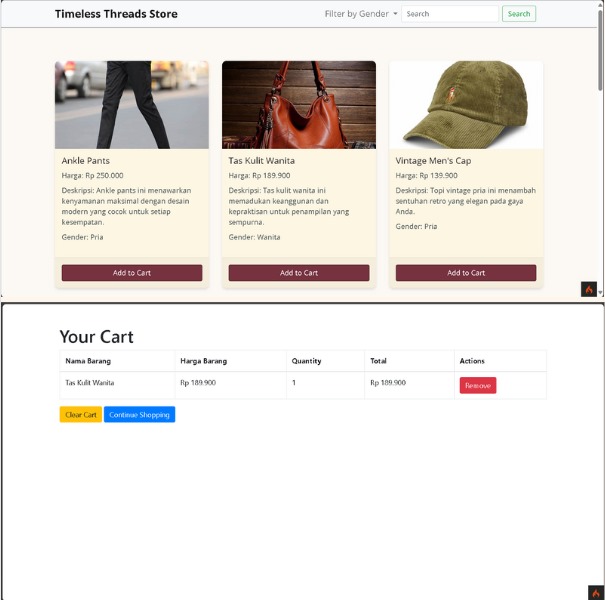 Timeless Threads Store
Filter by Gender
Search
Search
Ankle Pants
Harga: Rp 250.000
Deskripsi: Ankle pants ini menawarkan
kenyamanan maksimal dengan desain
modern yang cocok untuk setiap
kesempatan.
Gender: Pria
Add to Cart
Tas Kulit Wanita
Harga: Rp 189.900
Deskripsi: Tas kulit wanita ini
memadukan keanggunan dan
kepraktisan untuk penampilan yang
sempurna.
Gender: Wanita
Add to Cart
Vintage Men's Cap
Harga: Rp 139.900
Deskripsi: Topi vintage pria ini menambah
sentuhan retro yang elegan pada gaya
Anda.
Gender: Pria
Add to Cart
Your Cart
Nama Barang Harga Barang Quantity Total Actions
Tas Kulit Wanita Rp 189.900 1 Rp 189.900 Remove
Clear Cart Continue Shopping